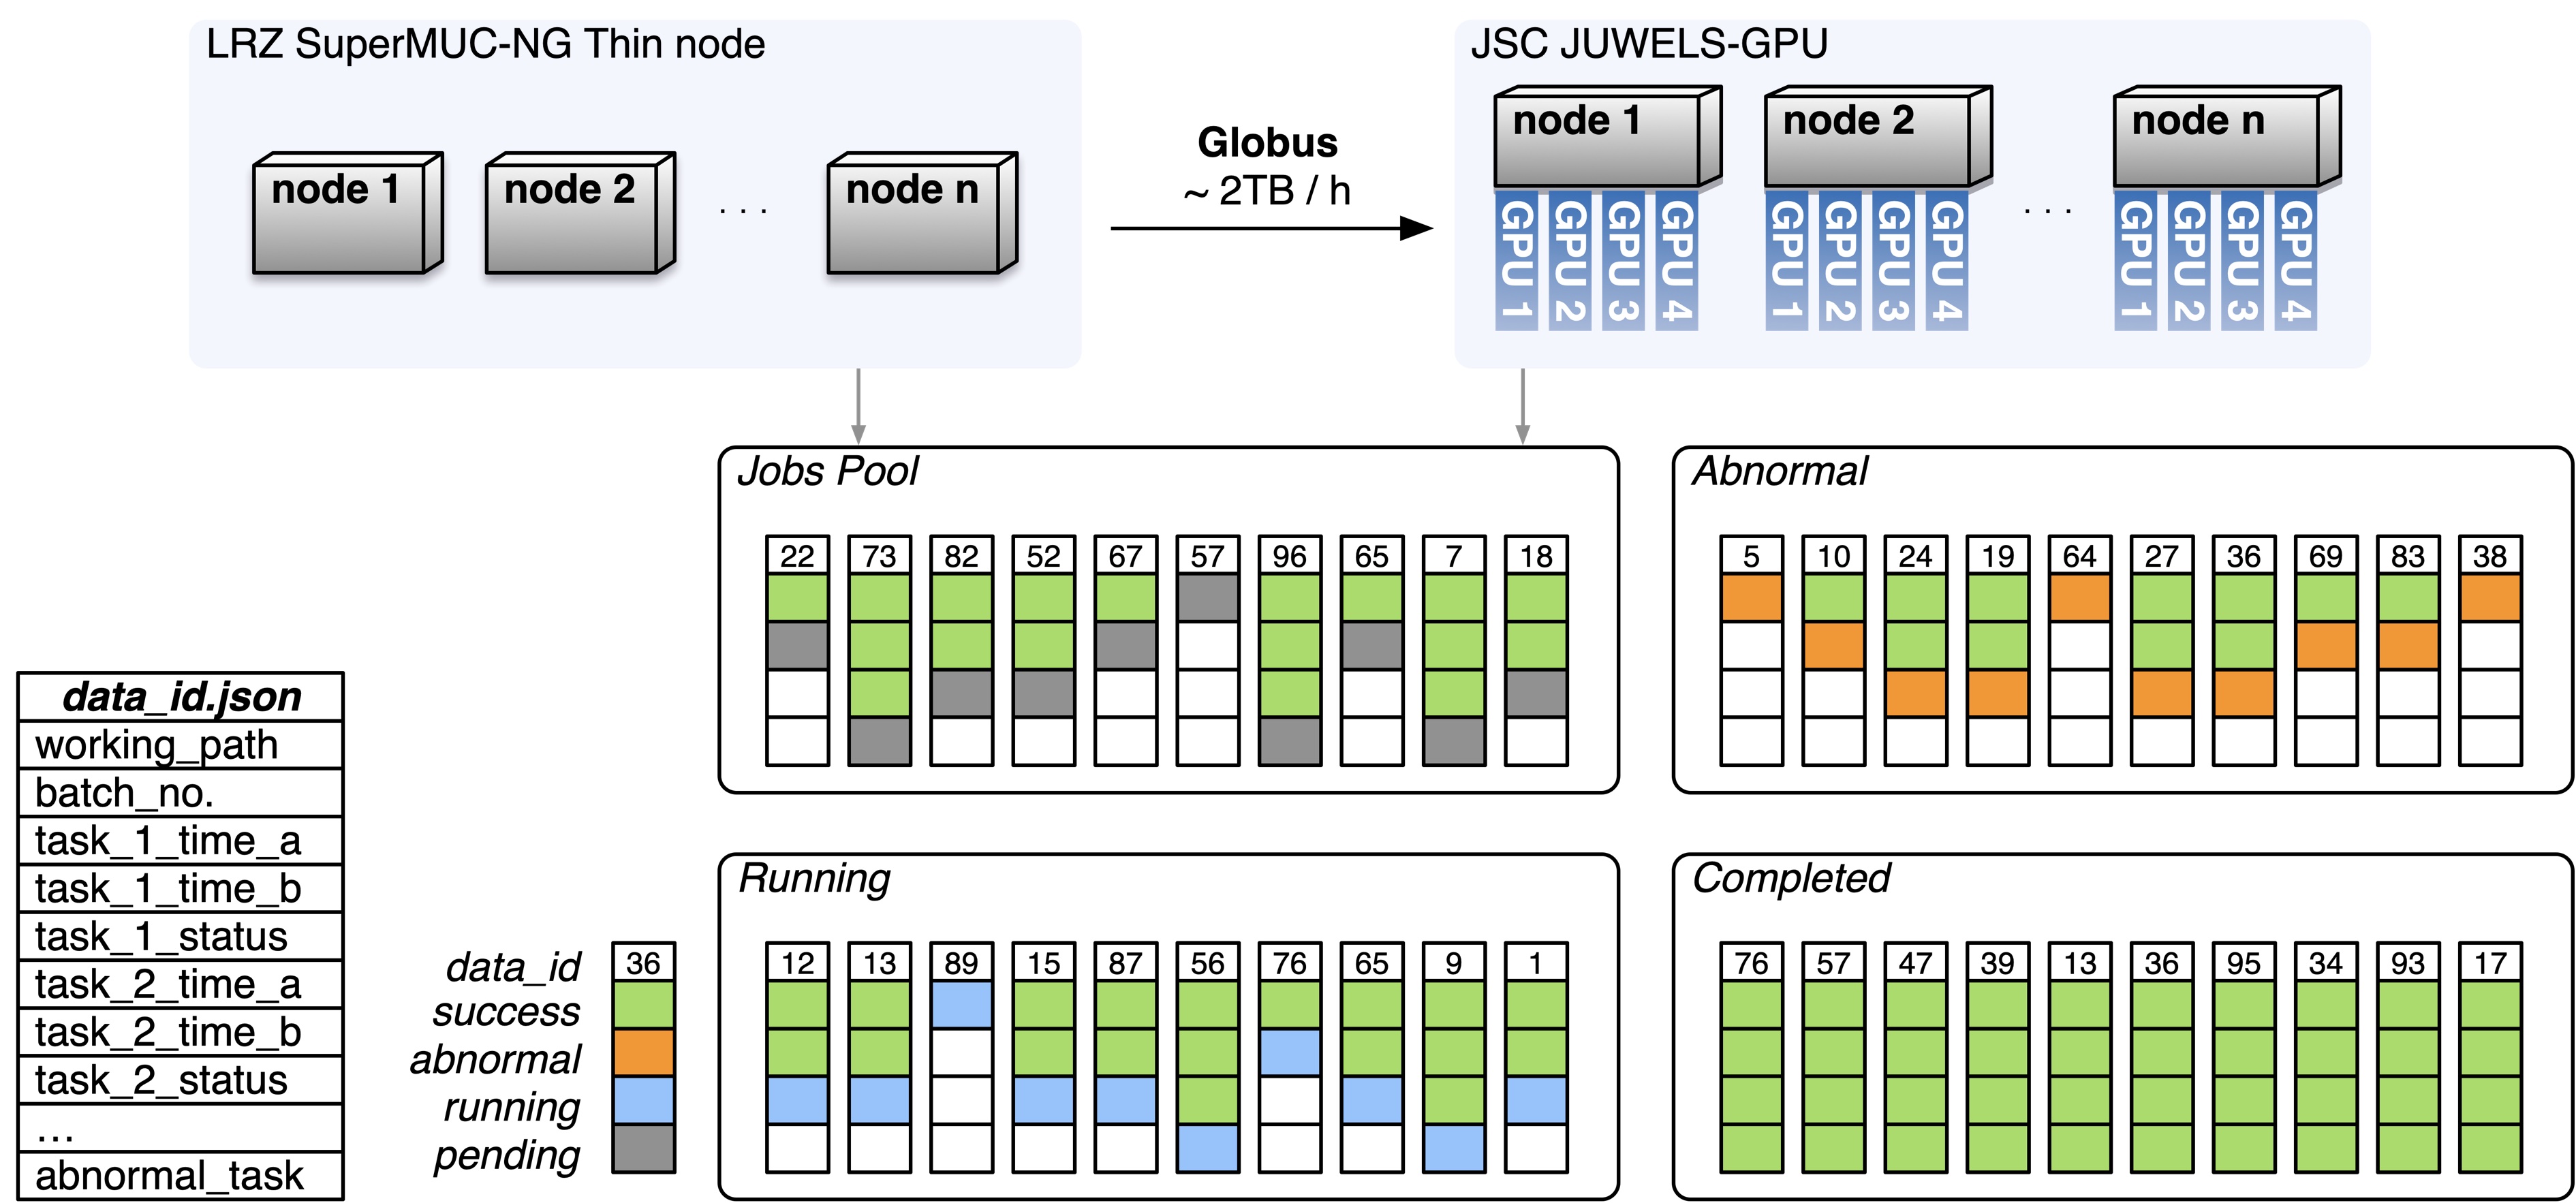 LRZ SuperMUC-NG Thin node
node 1
node 2
. . .
node n
Globus
~ 2TB / h
JSC JUWELS-GPU
node 1
GPU 1
GPU 2
GPU 3
GPU 4
node 2
GPU 1
GPU 2
GPU 3
GPU 4
. . .
node n
GPU 1
GPU 2
GPU 3
GPU 4
Jobs Pool
22 73 82 52 67 57 96 65 7 18
Abnormal
5 10 24 19 64 27 36 69 83 38
data_id.json
working_path
batch_no.
task_1_time_a
task_1_time_b
task_1_status
task_2_time_a
task_2_time_b
task_2_status
...
abnormal_task
data_id 36
success
abnormal
running
pending
Running
12 13 89 15 87 56 76 65 9 1
Completed
76 57 47 39 13 36 95 34 93 17